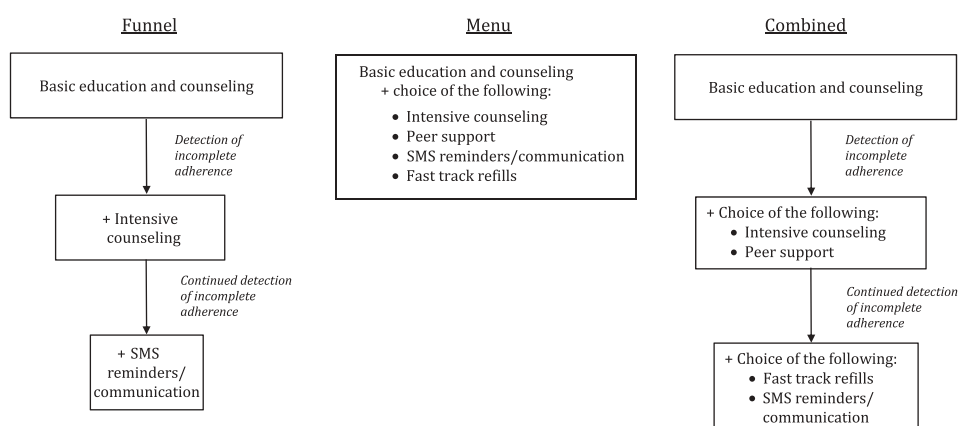 Funnel
Basic education and counseling
Detection of
incomplete
adherence
+ Intensive
counseling
Continued detection
of incomplete
adherence
+ SMS
reminders/
communication
Menu
Basic education and counseling
+ choice of the following:
• Intensive counseling
• Peer support
• SMS reminders/communication
• Fast track refills
Combined
Basic education and counseling
Detection of
incomplete
adherence
+ Choice of the following:
• Intensive counseling
• Peer support
Continued detection
of incomplete
adherence
+ Choice of the following:
• Fast track refills
• SMS reminders/
communication